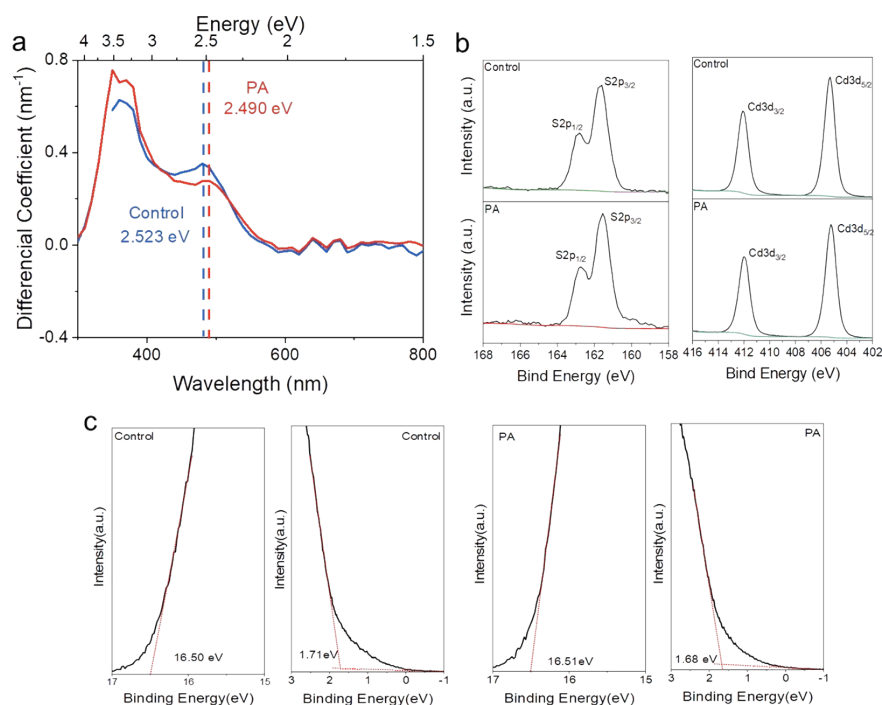 a
Energy (eV)
4 3.5 3 2.5 2 1.5
0.8
0.4
0.0
-0.4
Differencial Coefficient (nm⁻¹)
PA
2.490 eV
Control
2.523 eV
400 600 800
Wavelength (nm)
b
Control
S2p₁/₂
S2p₃/₂
PA
S2p₁/₂
S2p₃/₂
Intensity (a.u.)
Intensity (a.u.)
168 166 164 162 160 158
Bind Energy (eV)
Control
Cd3d₃/₂
Cd3d₅/₂
PA
Cd3d₃/₂
Cd3d₅/₂
Intensity (a.u.)
Intensity (a.u.)
416 414 412 410 408 406 404 402
Bind Energy (eV)
c
Control
16.50 eV
Intensity(a.u.)
17 16 15
Binding Energy(eV)
Control
1.71eV
Intensity(a.u.)
3 2 1 0 -1
Binding Energy(eV)
PA
16.51eV
Intensity(a.u.)
17 16 15
Binding Energy(eV)
PA
1.68 eV
Intensity(a.u.)
3 2 1 0 -1
Binding Energy(eV)